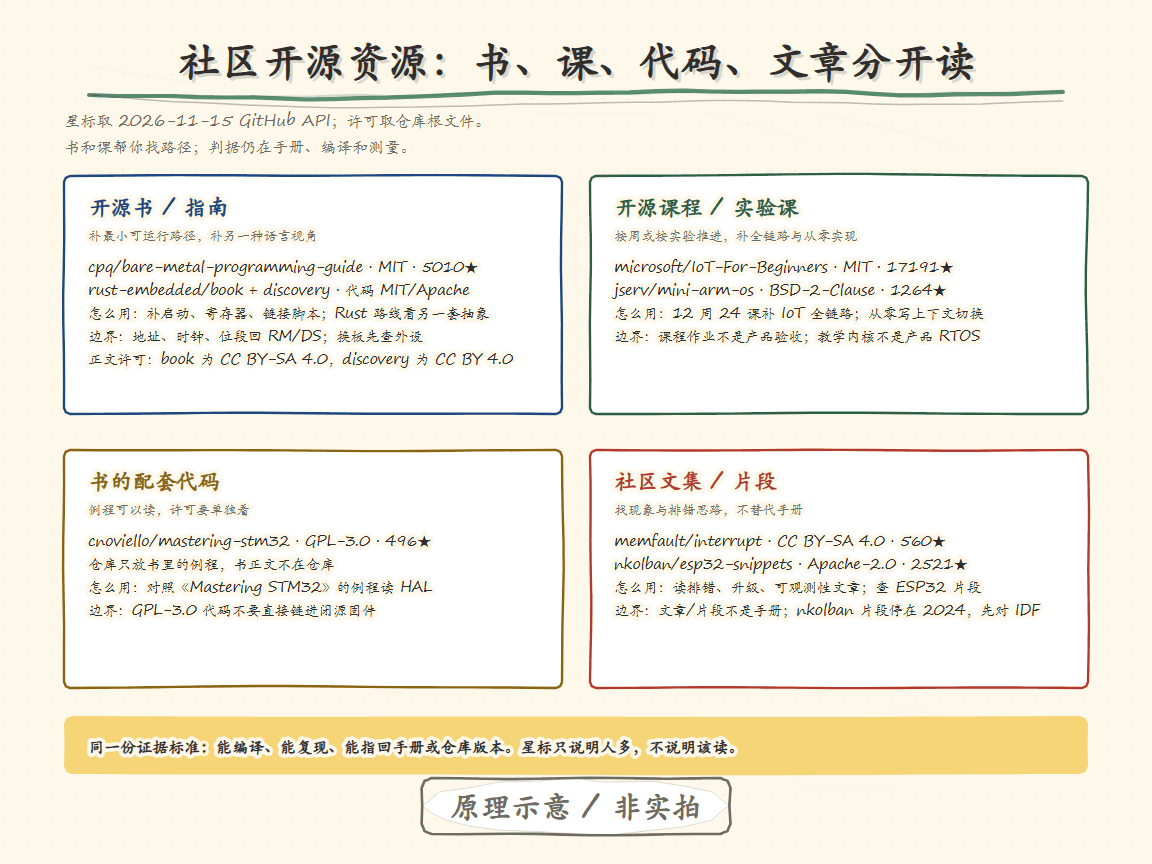 社区开源资源：书、课、代码、文章分开读
星标取 2026-11-15 GitHub API；许可取仓库根文件。
书和课帮你找路径；判据仍在手册、编译和测量。
开源书 / 指南
补最小可运行路径，补另一种语言视角
cpq/bare-metal-programming-guide · MIT · 5010★
rust-embedded/book + discovery · 代码 MIT/Apache
怎么用：补启动、寄存器、链接脚本；Rust 路线看另一套抽象
边界：地址、时钟、位段回 RM/DS；换板先查外设
正文许可：book 为 CC BY-SA 4.0，discovery 为 CC BY 4.0
开源课程 / 实验课
按周或按实验推进，补全链路与从零实现
microsoft/IoT-For-Beginners · MIT · 17191★
jserv/mini-arm-os · BSD-2-Clause · 1264★
怎么用：12 周 24 课补 IoT 全链路；从零写上下文切换
边界：课程作业不是产品验收；教学内核不是产品 RTOS
书的配套代码
例程可以读，许可要单独看
cnoviello/mastering-stm32 · GPL-3.0 · 496★
仓库只放书里的例程，书正文不在仓库
怎么用：对照《Mastering STM32》的例程读 HAL
边界：GPL-3.0 代码不要直接链进闭源固件
社区文集 / 片段
找现象与排错思路，不替代手册
memfault/interrupt · CC BY-SA 4.0 · 560★
nkolban/esp32-snippets · Apache-2.0 · 2521★
怎么用：读排错、升级、可观测性文章；查 ESP32 片段
边界：文章/片段不是手册；nkolban 片段停在 2024，先对 IDF
同一份证据标准：能编译、能复现、能指回手册或仓库版本。星标只说明人多，不说明该读。
原理示意 / 非实拍